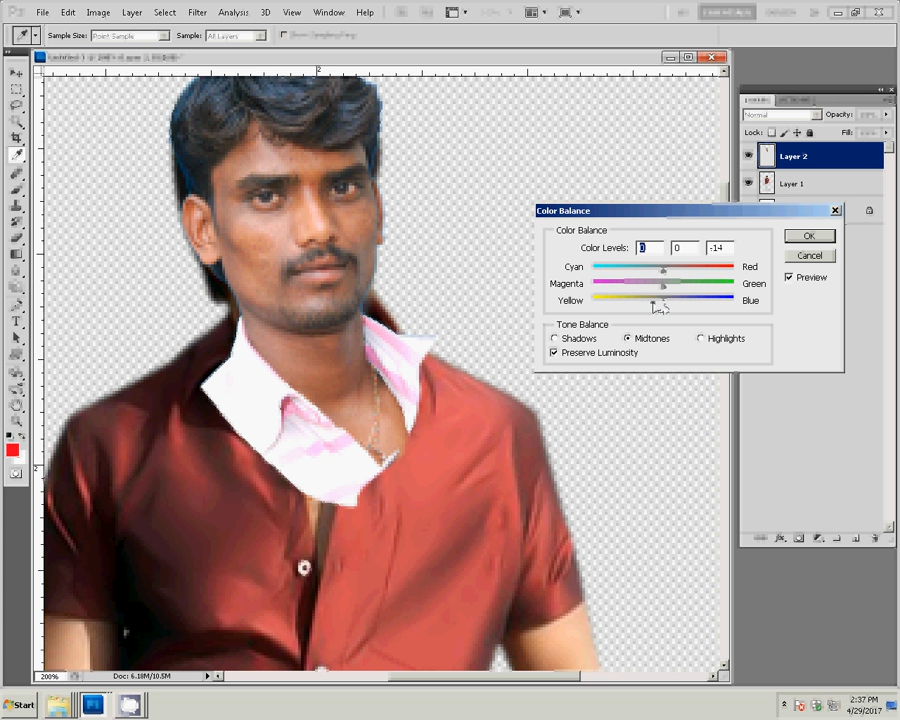 File Edit Image Layer Select Filter Analysis 3D View Window Help
Sample Size: Point Sample Sample: All Layers
2
Normal Opacity:
Lock: Fill:
Layer 2
Layer 1
Color Balance
Color Balance
Color Levels: 0 0 -14
Cyan Red
Magenta Green
Yellow Blue
Tone Balance
Shadows Midtones Highlights
Preserve Luminosity
OK
Cancel
Preview
2
200% Doc: 6.18M/10.5M
Start
2:37 PM
4/29/2017